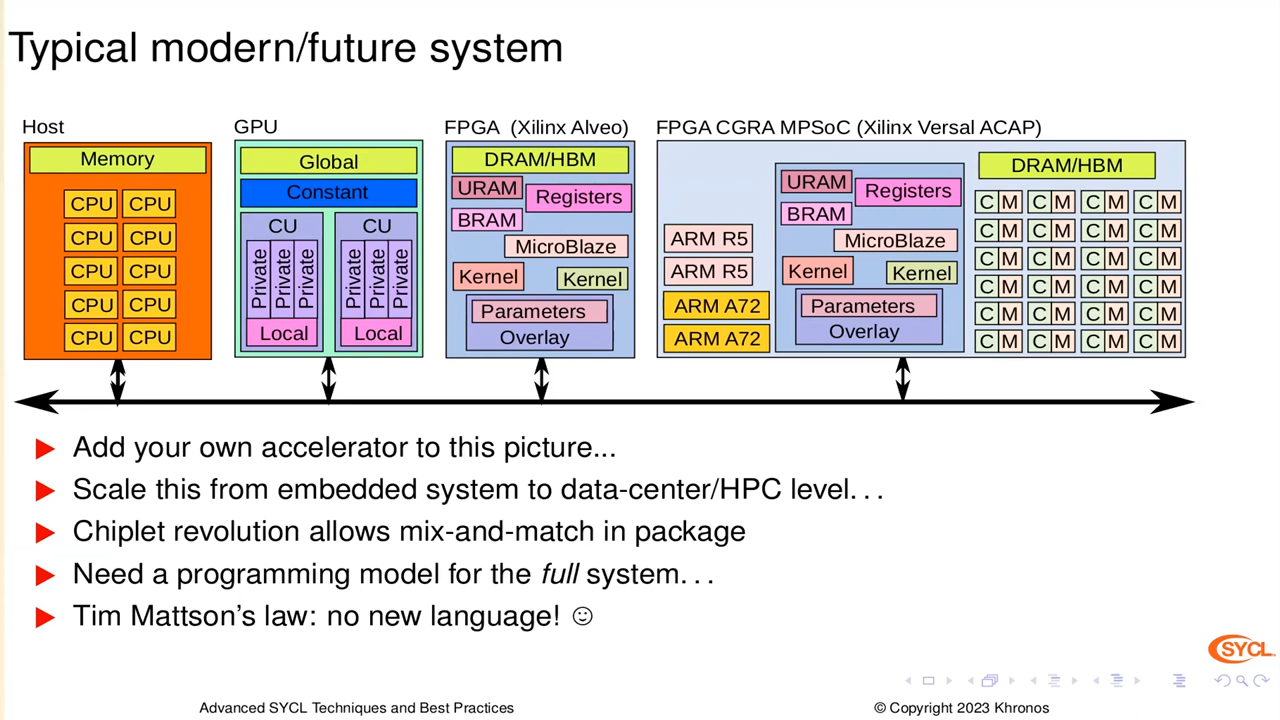 Typical modern/future system
Host
Memory
CPU CPU
CPU CPU
CPU CPU
CPU CPU
CPU CPU
GPU
Global
Constant
CU CU
Private Private Private Private Private Private
Local Local
FPGA (Xilinx Alveo)
DRAM/HBM
URAM
Registers
BRAM
MicroBlaze
Kernel Kernel
Parameters
Overlay
FPGA CGRA MPSoC (Xilinx Versal ACAP)
ARM R5
ARM R5
ARM A72
ARM A72
URAM
Registers
BRAM
MicroBlaze
Kernel Kernel
Parameters
Overlay
DRAM/HBM
C M C M C M C M
C M C M C M C M
C M C M C M C M
C M C M C M C M
C M C M C M C M
C M C M C M C M
Add your own accelerator to this picture...
Scale this from embedded system to data-center/HPC level...
Chiplet revolution allows mix-and-match in package
Need a programming model for the full system...
Tim Mattson's law: no new language! ☺
SYCL
Advanced SYCL Techniques and Best Practices
© Copyright 2023 Khronos